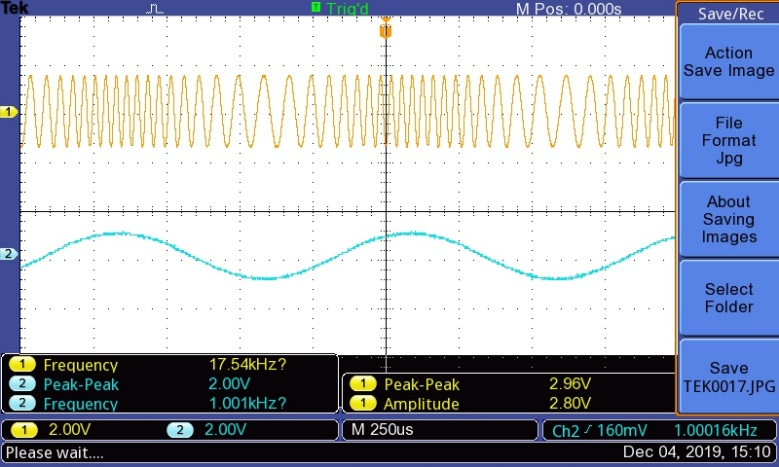 Tek Trig'd M Pos: 0.000s Save/Rec
T
Action
Save Image
1
File
Format
Jpg
About
Saving
Images
2
Select
Folder
1 Frequency 17.54kHz?
2 Peak-Peak 2.00V 1 Peak-Peak 2.96V
2 Frequency 1.001kHz? 1 Amplitude 2.80V
Save
TEK0017.JPG
1 2.00V 2 2.00V M 250us Ch2 160mV 1.00016kHz
Please wait.... Dec 04, 2019, 15:10